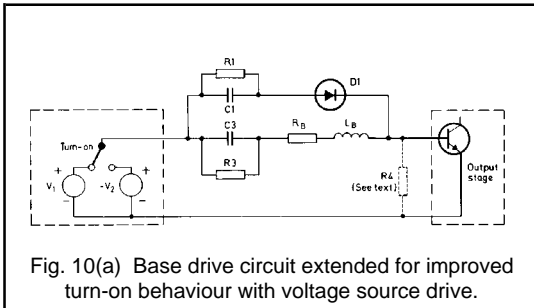 R1
D1
C1
C3
RB
LB
Turn-on
R3
R4
(See text)
Output
stage
+
+
V1
-V2
-
-
Fig. 10(a) Base drive circuit extended for improved
turn-on behaviour with voltage source drive.